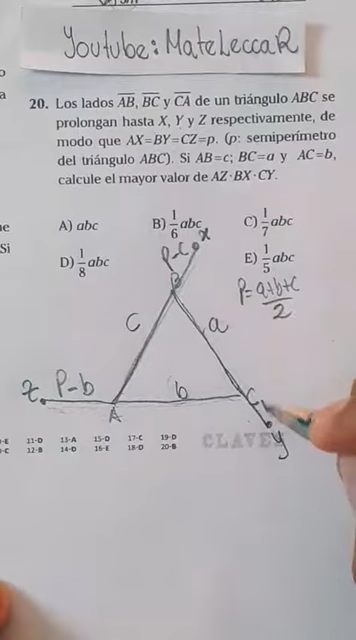 Youtube: MateLeccaR
20. Los lados AB, BC y CA de un triángulo ABC se
prolongan hasta X, Y y Z respectivamente, de
modo que AX=BY=CZ=p. (p: semiperímetro
del triángulo ABC). Si AB=c; BC=a y AC=b,
calcule el mayor valor de AZ·BX·CY.
A) abc B) 1/6 abc C) 1/7 abc
D) 1/8 abc E) 1/5 abc
Si
P-C x
B
P=a+b+c/2
C a
z P-b b C
A
y
CLAVES
-E 11-D 13-A 15-D 17-C 19-D
-C 12-B 14-D 16-E 18-D 20-B